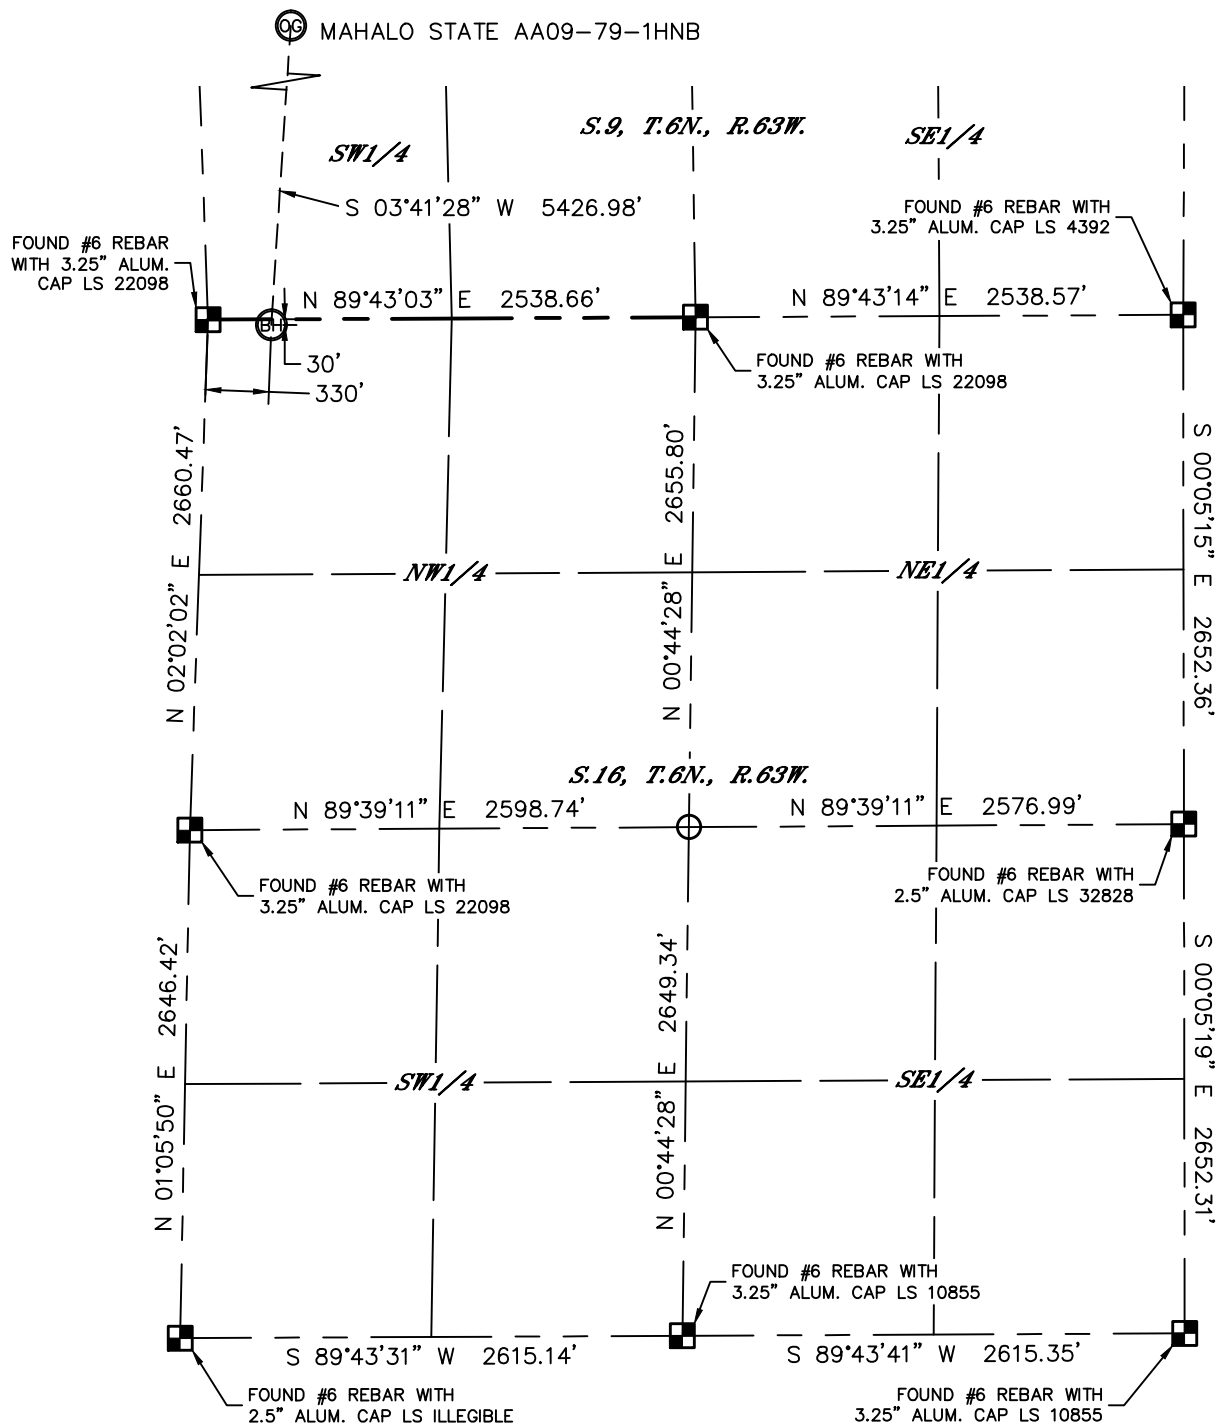 OG MAHALO STATE AA09-79-1HNB
S.9, T.6N., R.63W.
SE1/4
SW1/4
S 03°41'28" W 5426.98'
FOUND #6 REBAR WITH
3.25" ALUM. CAP LS 4392
FOUND #6 REBAR
WITH 3.25" ALUM.
CAP LS 22098
N 89°43'03" E 2538.66'
N 89°43'14" E 2538.57'
BH
30'
330'
FOUND #6 REBAR WITH
3.25" ALUM. CAP LS 22098
N 02°02'02" E 2660.47'
N 00°44'28" E 2655.80'
S 00°05'15" E 2652.36'
NW1/4
NE1/4
S.16, T.6N., R.63W.
N 89°39'11" E 2598.74'
N 89°39'11" E 2576.99'
FOUND #6 REBAR WITH
3.25" ALUM. CAP LS 22098
FOUND #6 REBAR WITH
2.5" ALUM. CAP LS 32828
N 01°05'50" E 2646.42'
N 00°44'28" E 2649.34'
S 00°05'19" E 2652.31'
SW1/4
SE1/4
FOUND #6 REBAR WITH
3.25" ALUM. CAP LS 10855
S 89°43'31" W 2615.14'
S 89°43'41" W 2615.35'
FOUND #6 REBAR WITH
2.5" ALUM. CAP LS ILLEGIBLE
FOUND #6 REBAR WITH
3.25" ALUM. CAP LS 10855